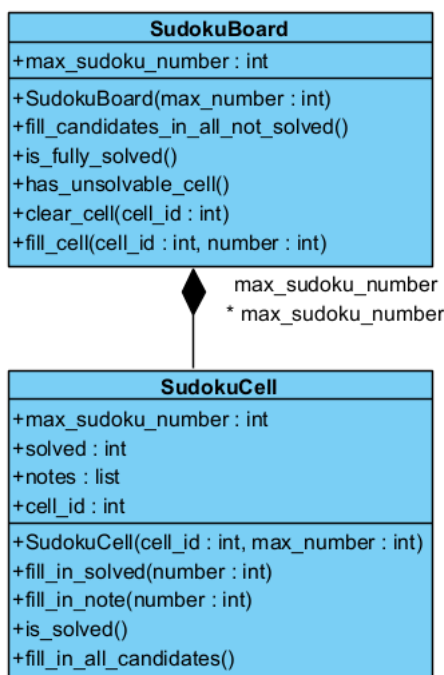 SudokuBoard
+max_sudoku_number : int
+SudokuBoard(max_number : int)
+fill_candidates_in_all_not_solved()
+is_fully_solved()
+has_unsolvable_cell()
+clear_cell(cell_id : int)
+fill_cell(cell_id : int, number : int)
max_sudoku_number
* max_sudoku_number
SudokuCell
+max_sudoku_number : int
+solved : int
+notes : list
+cell_id : int
+SudokuCell(cell_id : int, max_number : int)
+fill_in_solved(number : int)
+fill_in_note(number : int)
+is_solved()
+fill_in_all_candidates()